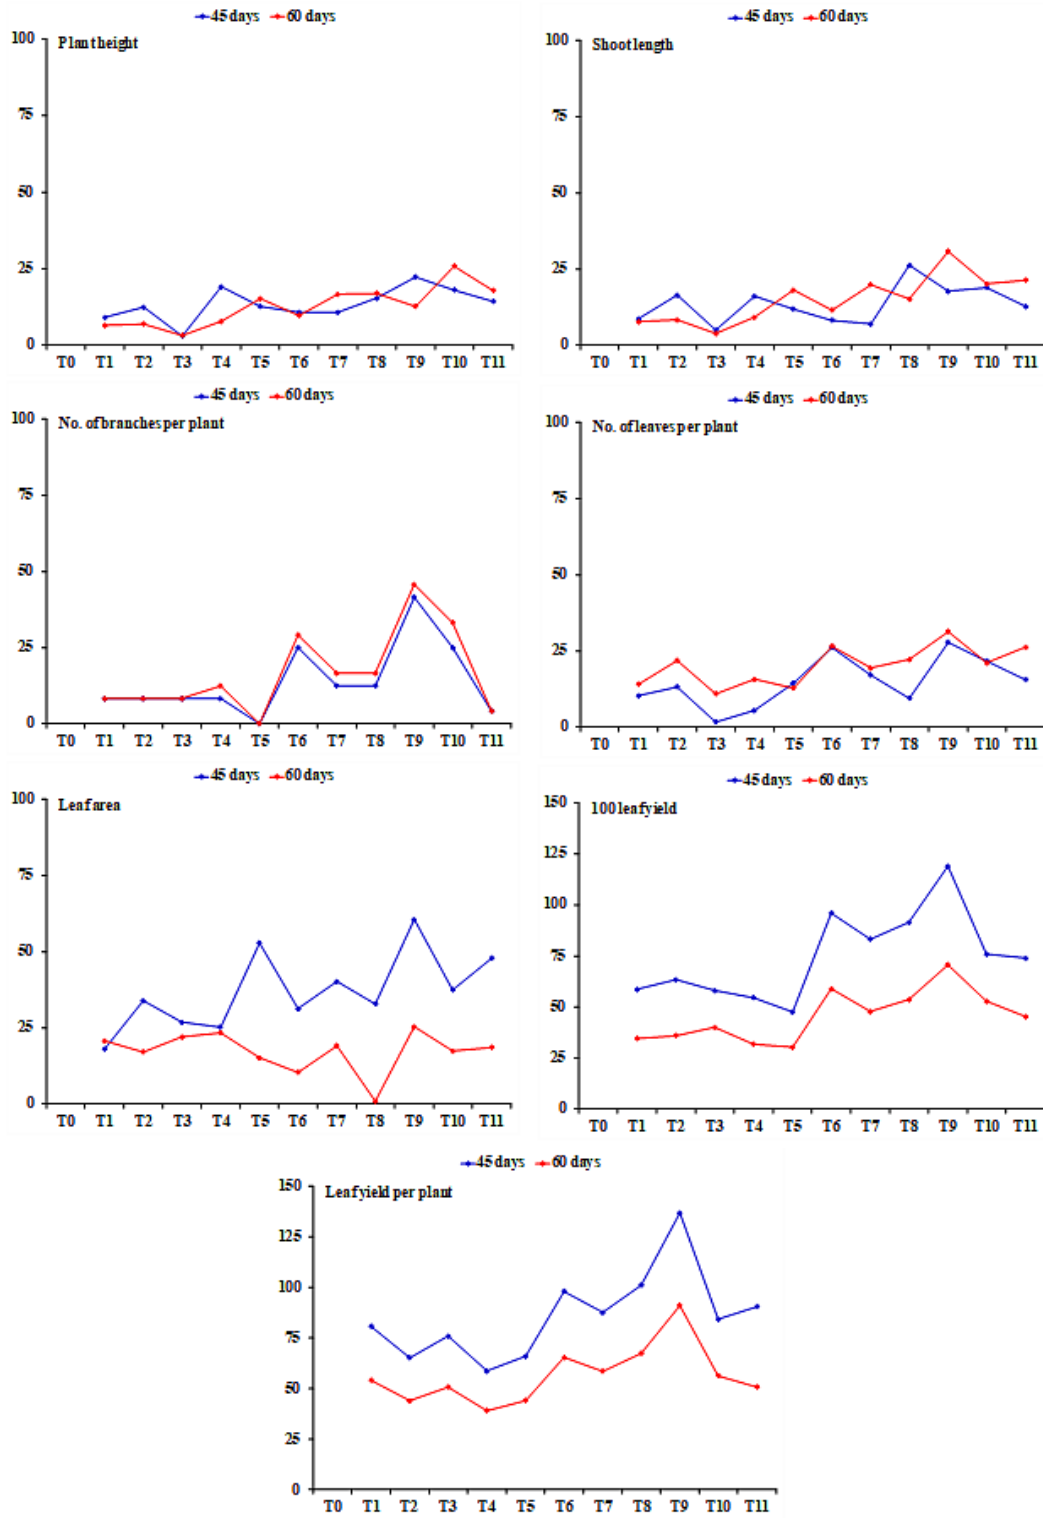 45 days 60 days
Plant height
100
75
50
25
0
T0 T1 T2 T3 T4 T5 T6 T7 T8 T9 T10 T11
45 days 60 days
Shoot length
100
75
50
25
0
T0 T1 T2 T3 T4 T5 T6 T7 T8 T9 T10 T11
45 days 60 days
No. of branches per plant
100
75
50
25
0
T0 T1 T2 T3 T4 T5 T6 T7 T8 T9 T10 T11
45 days 60 days
No. of leaves per plant
100
75
50
25
0
T0 T1 T2 T3 T4 T5 T6 T7 T8 T9 T10 T11
45 days 60 days
Leaf area
100
75
50
25
0
T0 T1 T2 T3 T4 T5 T6 T7 T8 T9 T10 T11
45 days 60 days
100 leaf yield
150
125
100
75
50
25
0
T0 T1 T2 T3 T4 T5 T6 T7 T8 T9 T10 T11
45 days 60 days
Leaf yield per plant
150
125
100
75
50
25
0
T0 T1 T2 T3 T4 T5 T6 T7 T8 T9 T10 T11